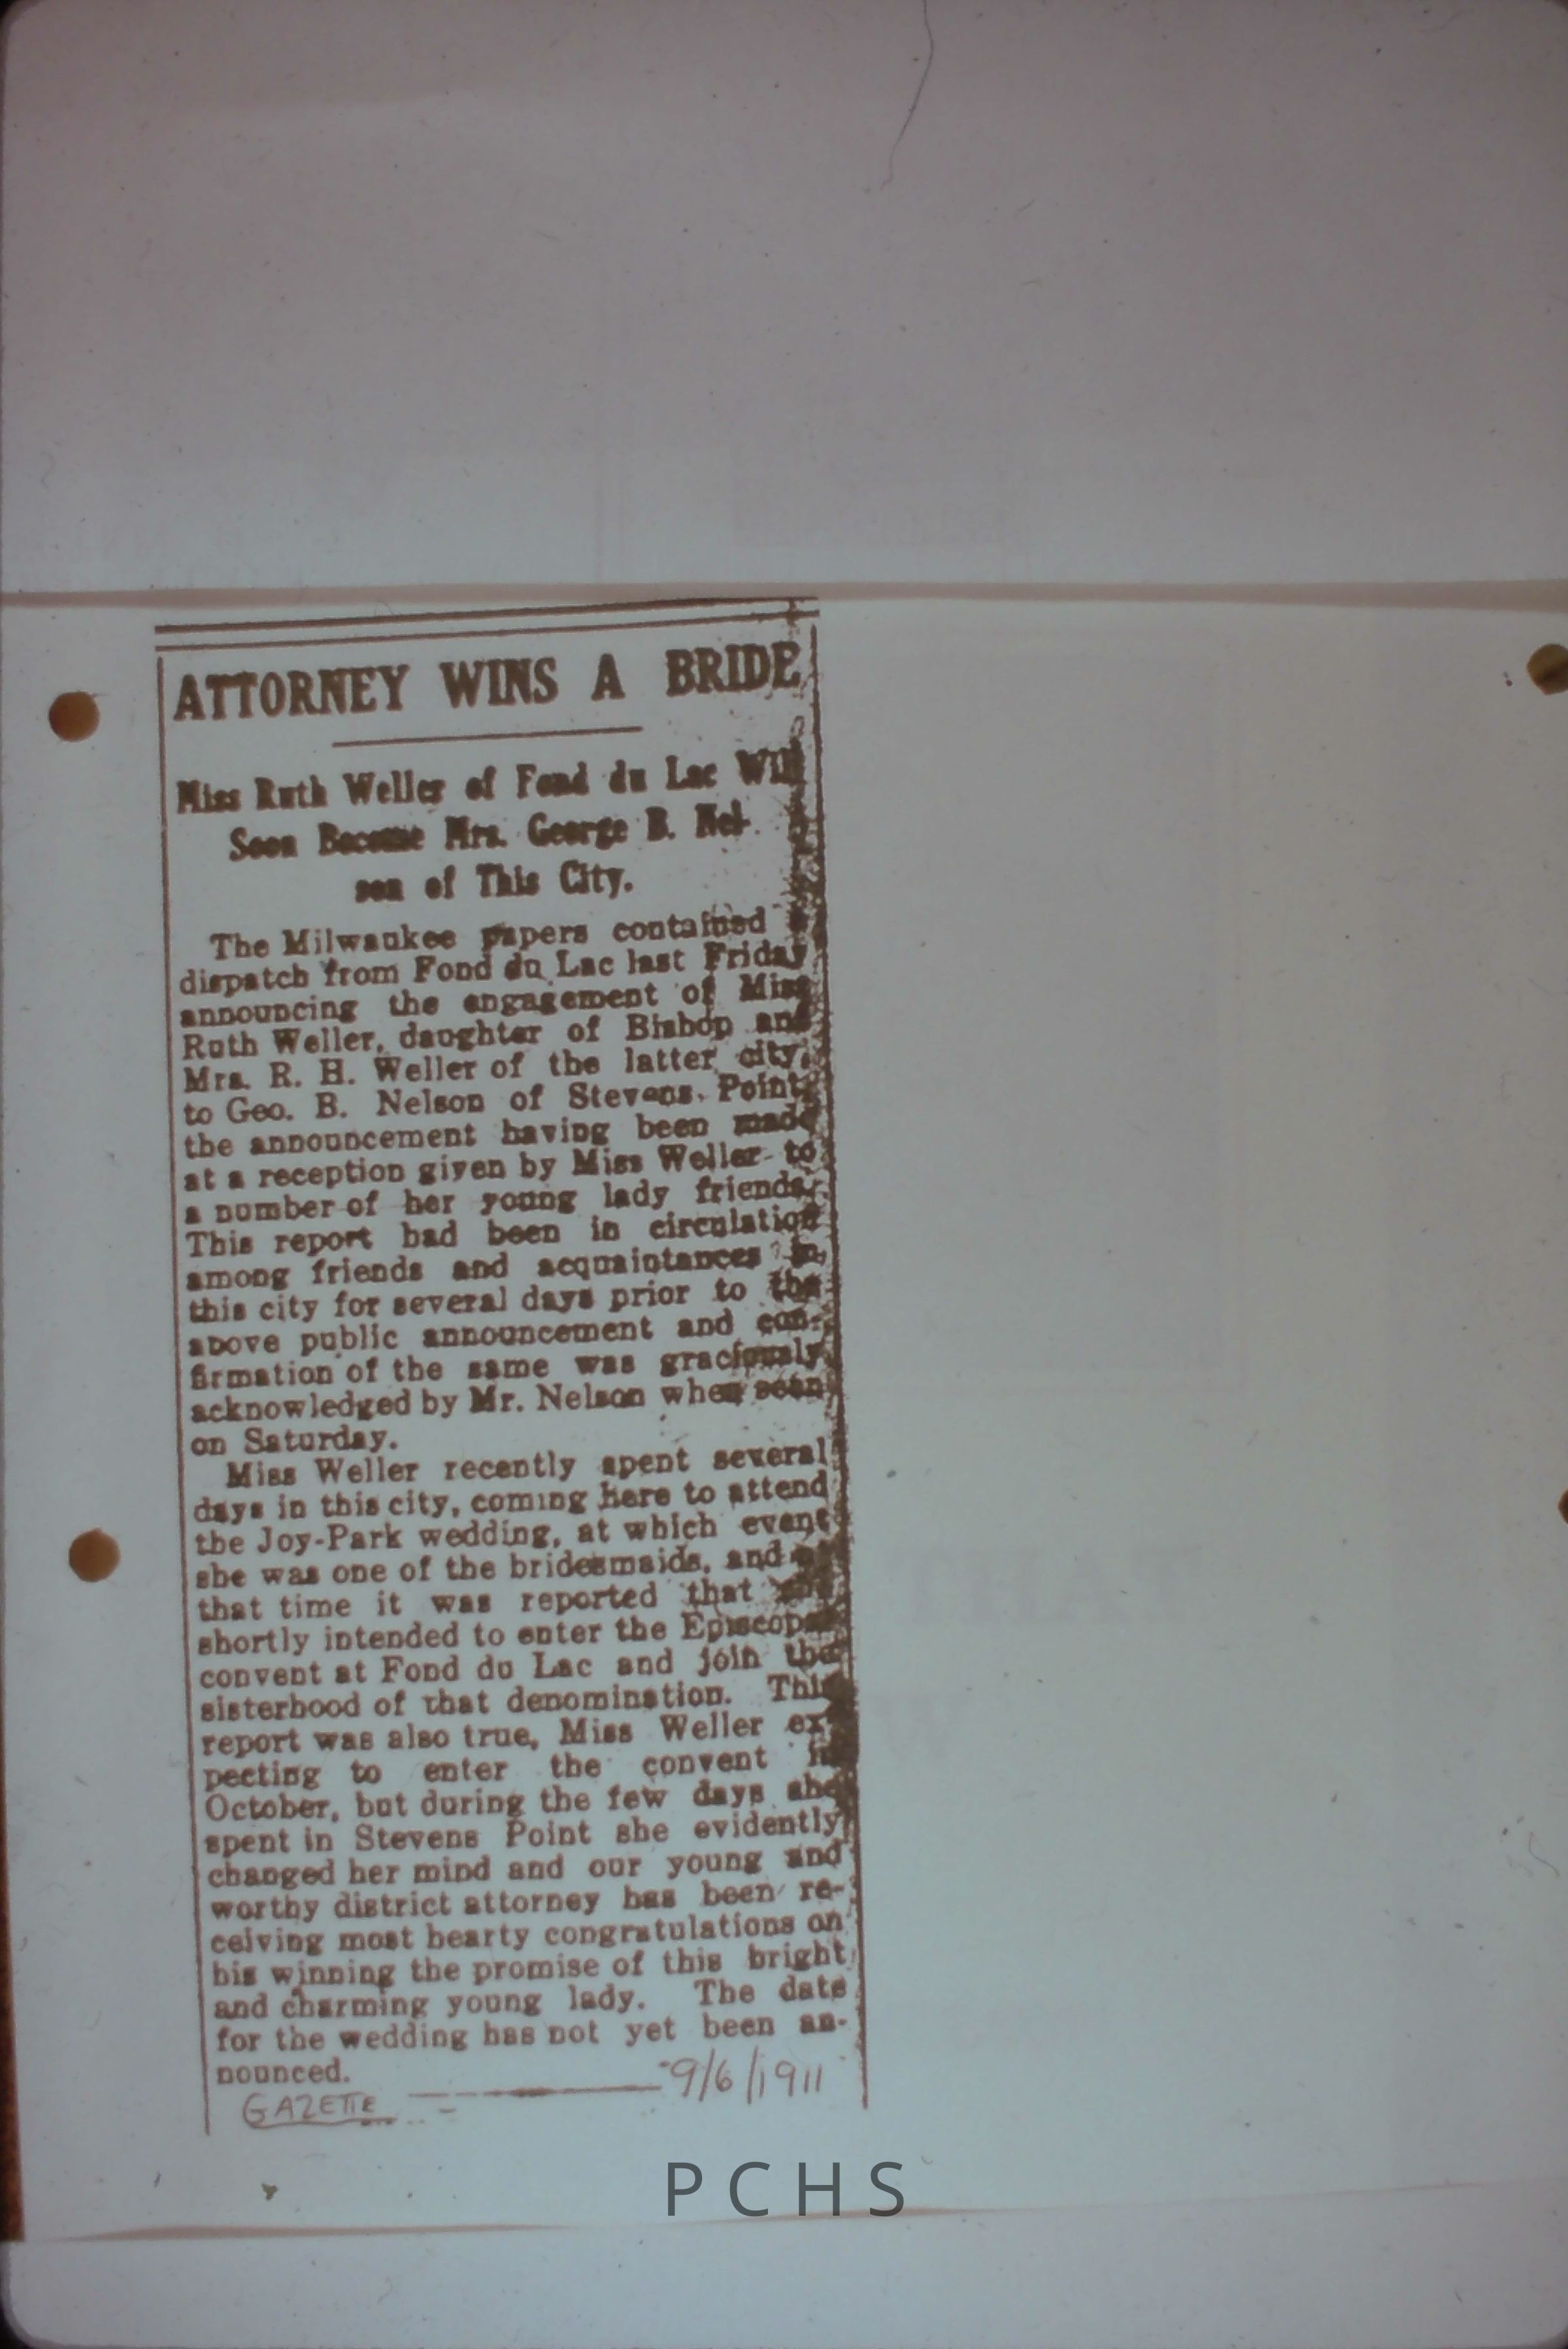 ATTORNEY WINS A BRIDE
Miss Ruth Weller of Fond du Lac Will
Soon Become Mrs. George B. Nel-
son of This City.
The Milwaukee papers contained a
dispatch from Fond du Lac last Friday
announcing the engagement of Miss
Ruth Weller, daughter of Bishop and
Mrs. R. H. Weller of the latter city,
to Geo. B. Nelson of Stevens Point,
the announcement having been made
at a reception given by Miss Weller to
a number of her young lady friends.
This report had been in circulation
among friends and acquaintances in
this city for several days prior to the
above public announcement and con-
firmation of the same was graciously
acknowledged by Mr. Nelson when seen
on Saturday.
Miss Weller recently spent several
days in this city, coming here to attend
the Joy-Park wedding, at which event
she was one of the bridesmaids, and
that time it was reported that
shortly intended to enter the Episcopal
convent at Fond du Lac and join the
sisterhood of that denomination. This
report was also true, Miss Weller ex-
pecting to enter the convent in
October, but during the few days she
spent in Stevens Point she evidently
changed her mind and our young and
worthy district attorney has been re-
ceiving most hearty congratulations on
his winning the promise of this bright
and charming young lady. The date
for the wedding has not yet been an-
nounced.
GAZETTE 9/6/1911
PCHS